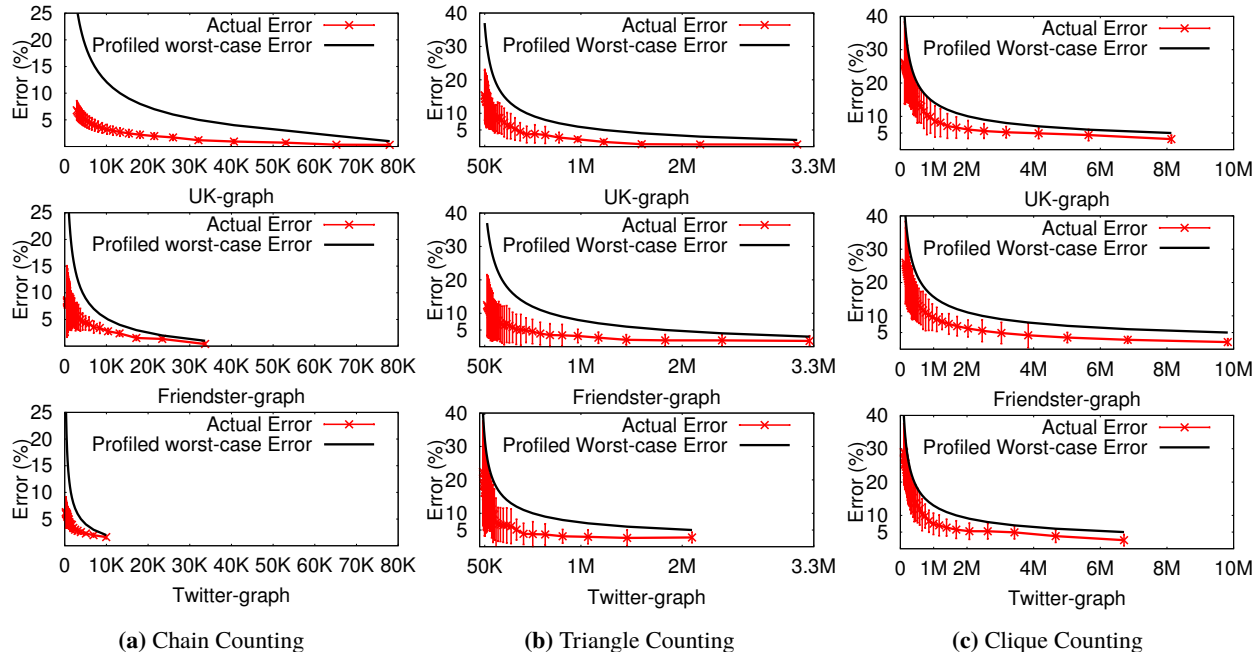 40
35
30
25
20
15
10
5
Error (%)
Actual Error
Profiled worst-case Error
0 10K 20K 30K 40K 50K 60K 70K 80K
UK-graph
40
30
20
10
5
Error (%)
Actual Error
Profiled Worst-case Error
50K 1M 2M 3.3M
UK-graph
40
30
20
10
5
Error (%)
Actual Error
Profiled Worst-case Error
0 1M 2M 4M 6M 8M 10M
UK-graph
25
20
15
10
5
Error (%)
Actual Error
Profiled worst-case Error
0 10K 20K 30K 40K 50K 60K 70K 80K
Friendster-graph
40
30
20
10
5
Error (%)
Actual Error
Profiled Worst-case Error
50K 1M 2M 3.3M
Friendster-graph
40
30
20
10
5
Error (%)
Actual Error
Profiled Worst-case Error
0 1M 2M 4M 6M 8M 10M
Friendster-graph
25
20
15
10
5
Error (%)
Actual Error
Profiled worst-case Error
0 10K 20K 30K 40K 50K 60K 70K 80K
Twitter-graph
40
30
20
10
5
Error (%)
Actual Error
Profiled Worst-case Error
50K 1M 2M 3.3M
Twitter-graph
40
30
20
10
5
Error (%)
Actual Error
Profiled Worst-case Error
0 1M 2M 4M 6M 8M 10M
Twitter-graph
(a) Chain Counting
(b) Triangle Counting
(c) Clique Counting